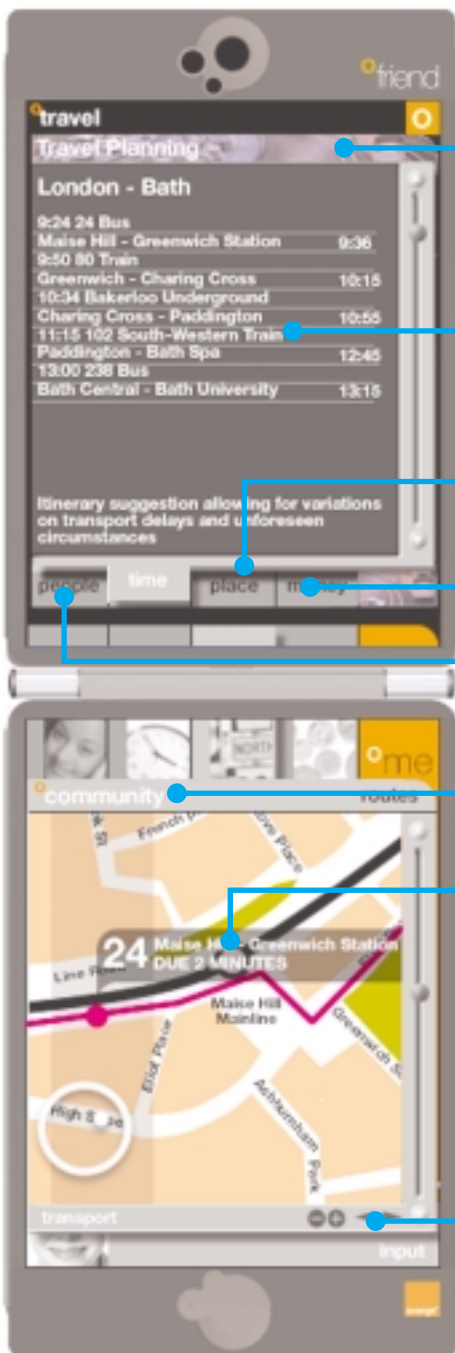 friend
travel
Travel Planning
London - Bath
9:24 24 Bus
Maise Hill - Greenwich Station 9:36
9:50 80 Train
Greenwich - Charing Cross 10:15
10:34 Bakerloo Underground
Charing Cross - Paddington 10:55
11:15 102 South-Western Train
Paddington - Bath Spa 12:45
13:00 238 Bus
Bath Central - Bath University 13:15
Itinerary suggestion allowing for variations
on transport delays and unforeseen
circumstances
people time place money
NORTH
me
community routes
24 Maise Hill - Greenwich Station
DUE 2 MINUTES
Maise Hill
Mainline
Eliot Place
Ashburnham
Park
transport
input
orange